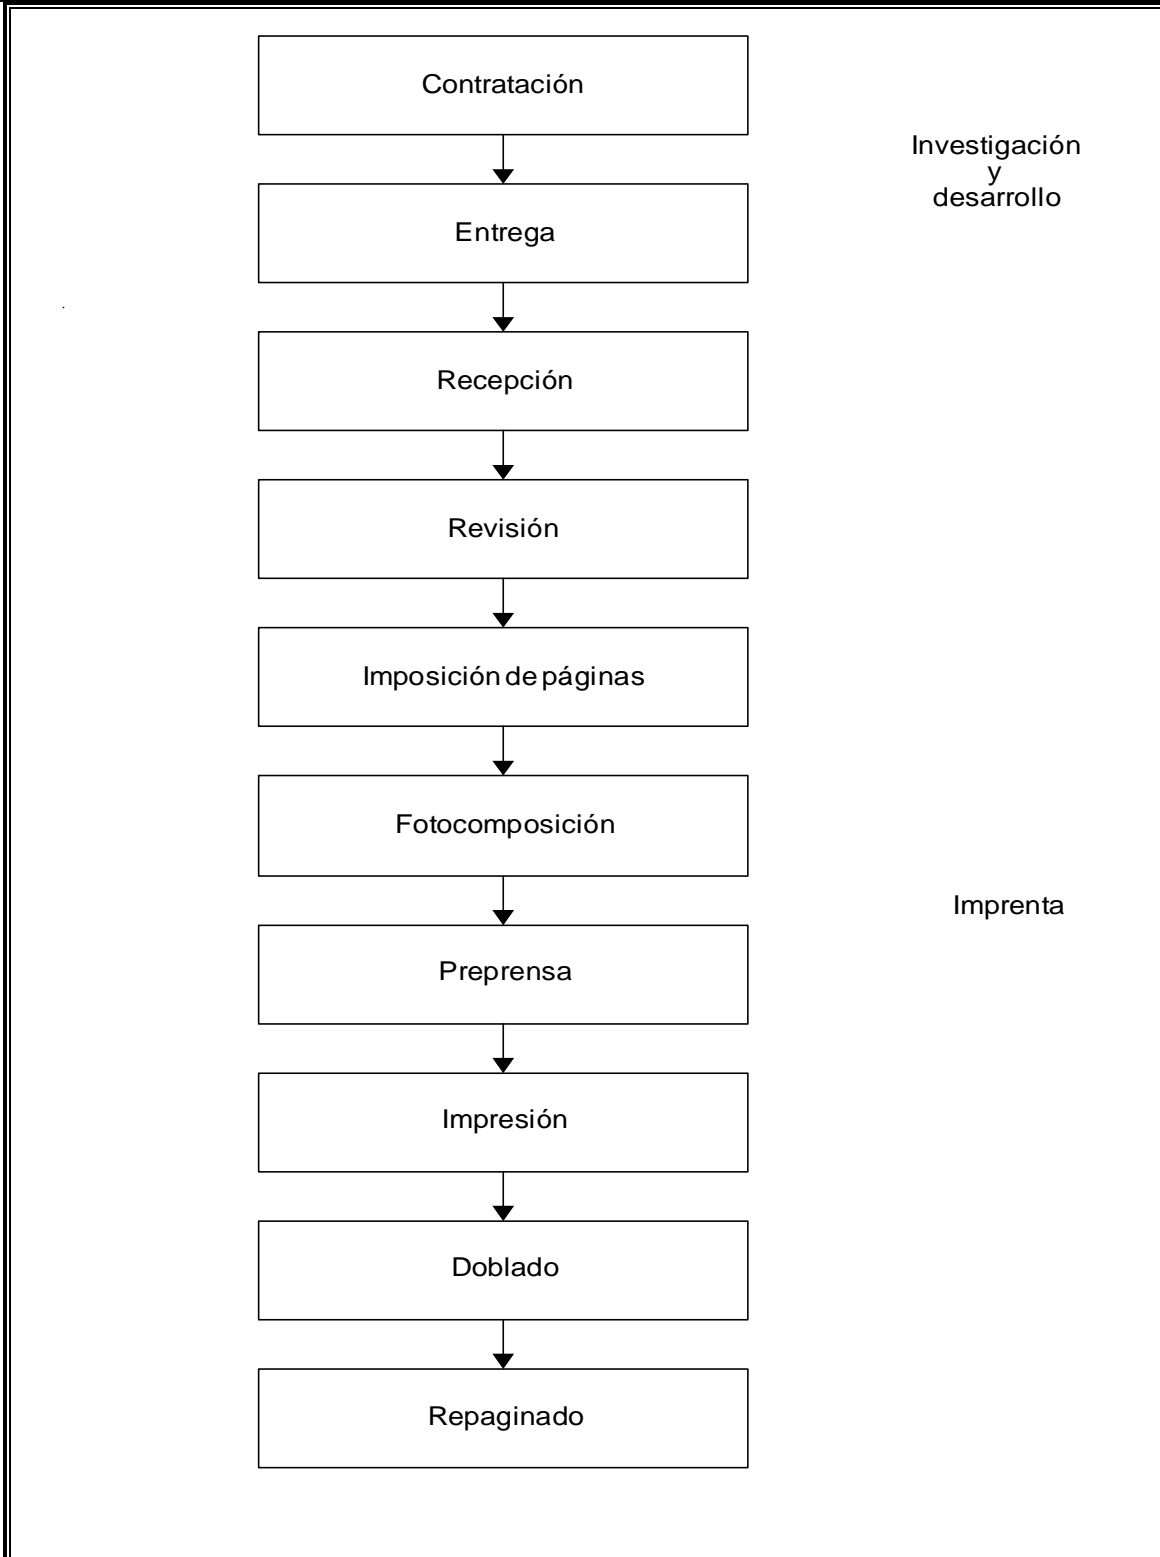 Contratación
Investigación
y
desarrollo
Entrega
Recepción
Revisión
Imposición de páginas
Fotocomposición
Imprenta
Preprensa
Impresión
Doblado
Repaginado